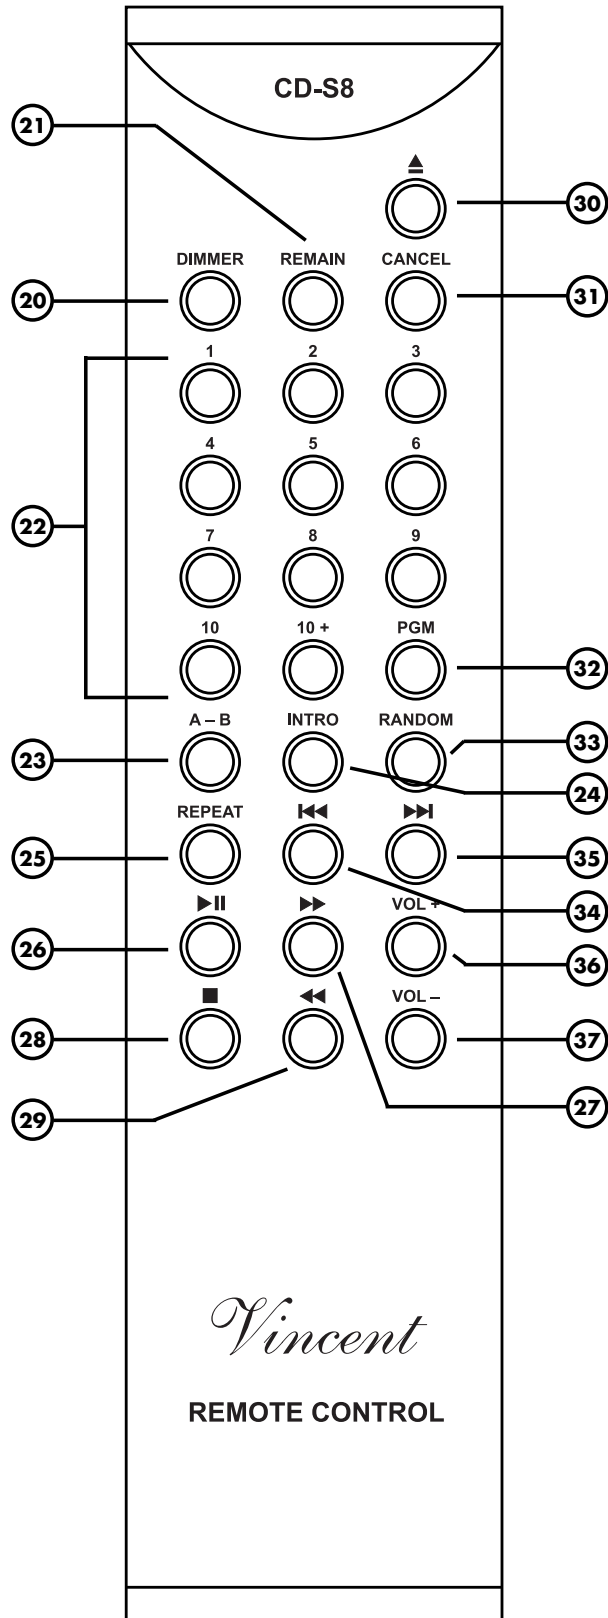 CD-S8
21
30
DIMMER REMAIN CANCEL
20
31
1 2 3
4 5 6
22
7 8 9
10 10 + PGM
32
A – B INTRO RANDOM
33
23
24
REPEAT
25
35
34
VOL +
26
36
VOL –
28
37
27
29
Vincent
REMOTE CONTROL